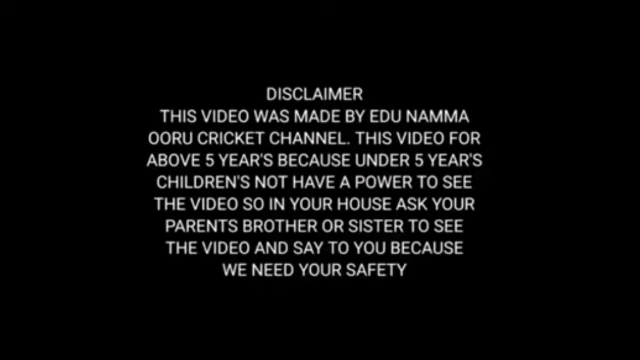 DISCLAIMER
THIS VIDEO WAS MADE BY EDU NAMMA
OORU CRICKET CHANNEL. THIS VIDEO FOR
ABOVE 5 YEAR'S BECAUSE UNDER 5 YEAR'S
CHILDREN'S NOT HAVE A POWER TO SEE
THE VIDEO SO IN YOUR HOUSE ASK YOUR
PARENTS BROTHER OR SISTER TO SEE
THE VIDEO AND SAY TO YOU BECAUSE
WE NEED YOUR SAFETY